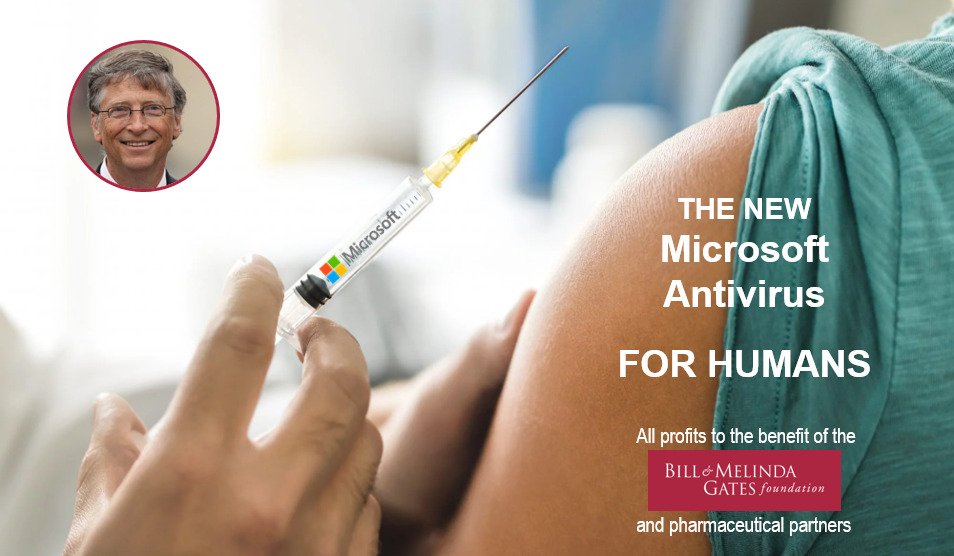 Microsoft
THE NEW
Microsoft
Antivirus
FOR HUMANS
All profits to the benefit of the
BILL & MELINDA
GATES foundation
and pharmaceutical partners